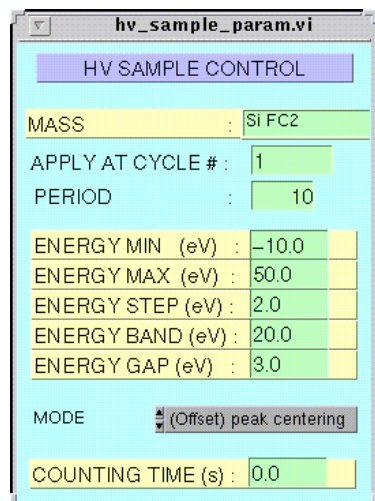 hv_sample_param.vi
HV SAMPLE CONTROL
MASS : Si FC2
APPLY AT CYCLE # : 1
PERIOD : 10
ENERGY MIN (eV) : -10.0
ENERGY MAX (eV) : 50.0
ENERGY STEP (eV) : 2.0
ENERGY BAND (eV) : 20.0
ENERGY GAP (eV) : 3.0
MODE (Offset) peak centering
COUNTING TIME (s) : 0.0